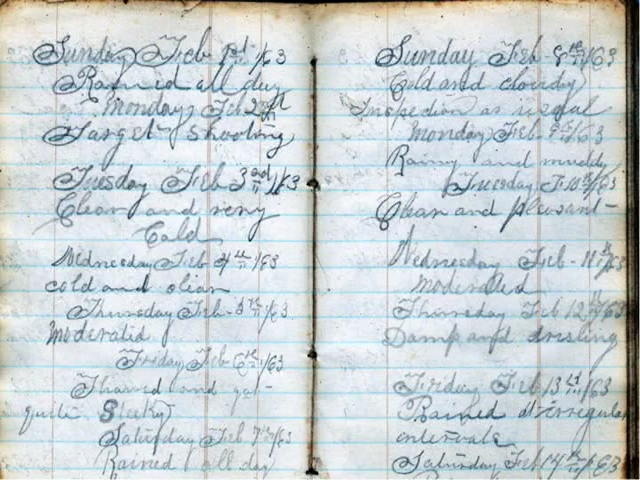 Sunday Feb 1st /63
Rained all day
Monday Feb 2nd
Target Shooting
Tuesday Feb 3rd /63
Clear and very
Cold
Wednesday Feb 4th /63
cold and clear
Thursday Feb 5th /63
Moderated
Friday Feb 6th /63
Thawed and got
quite Sleeky
Saturday Feb 7th /63
Rained all day
Sunday Feb 8th /63
Cold and cloudy
Inspection as usual
Monday Feb 9th /63
Rainy and muddy
Tuesday F 10th /63
Clear and pleasant
Wednesday Feb 11th /63
moderated
Thursday Feb 12th /63
Damp and drisling
Friday Feb 13th /63
Rained at irregular
intervals
Saturday Feb 14th /63